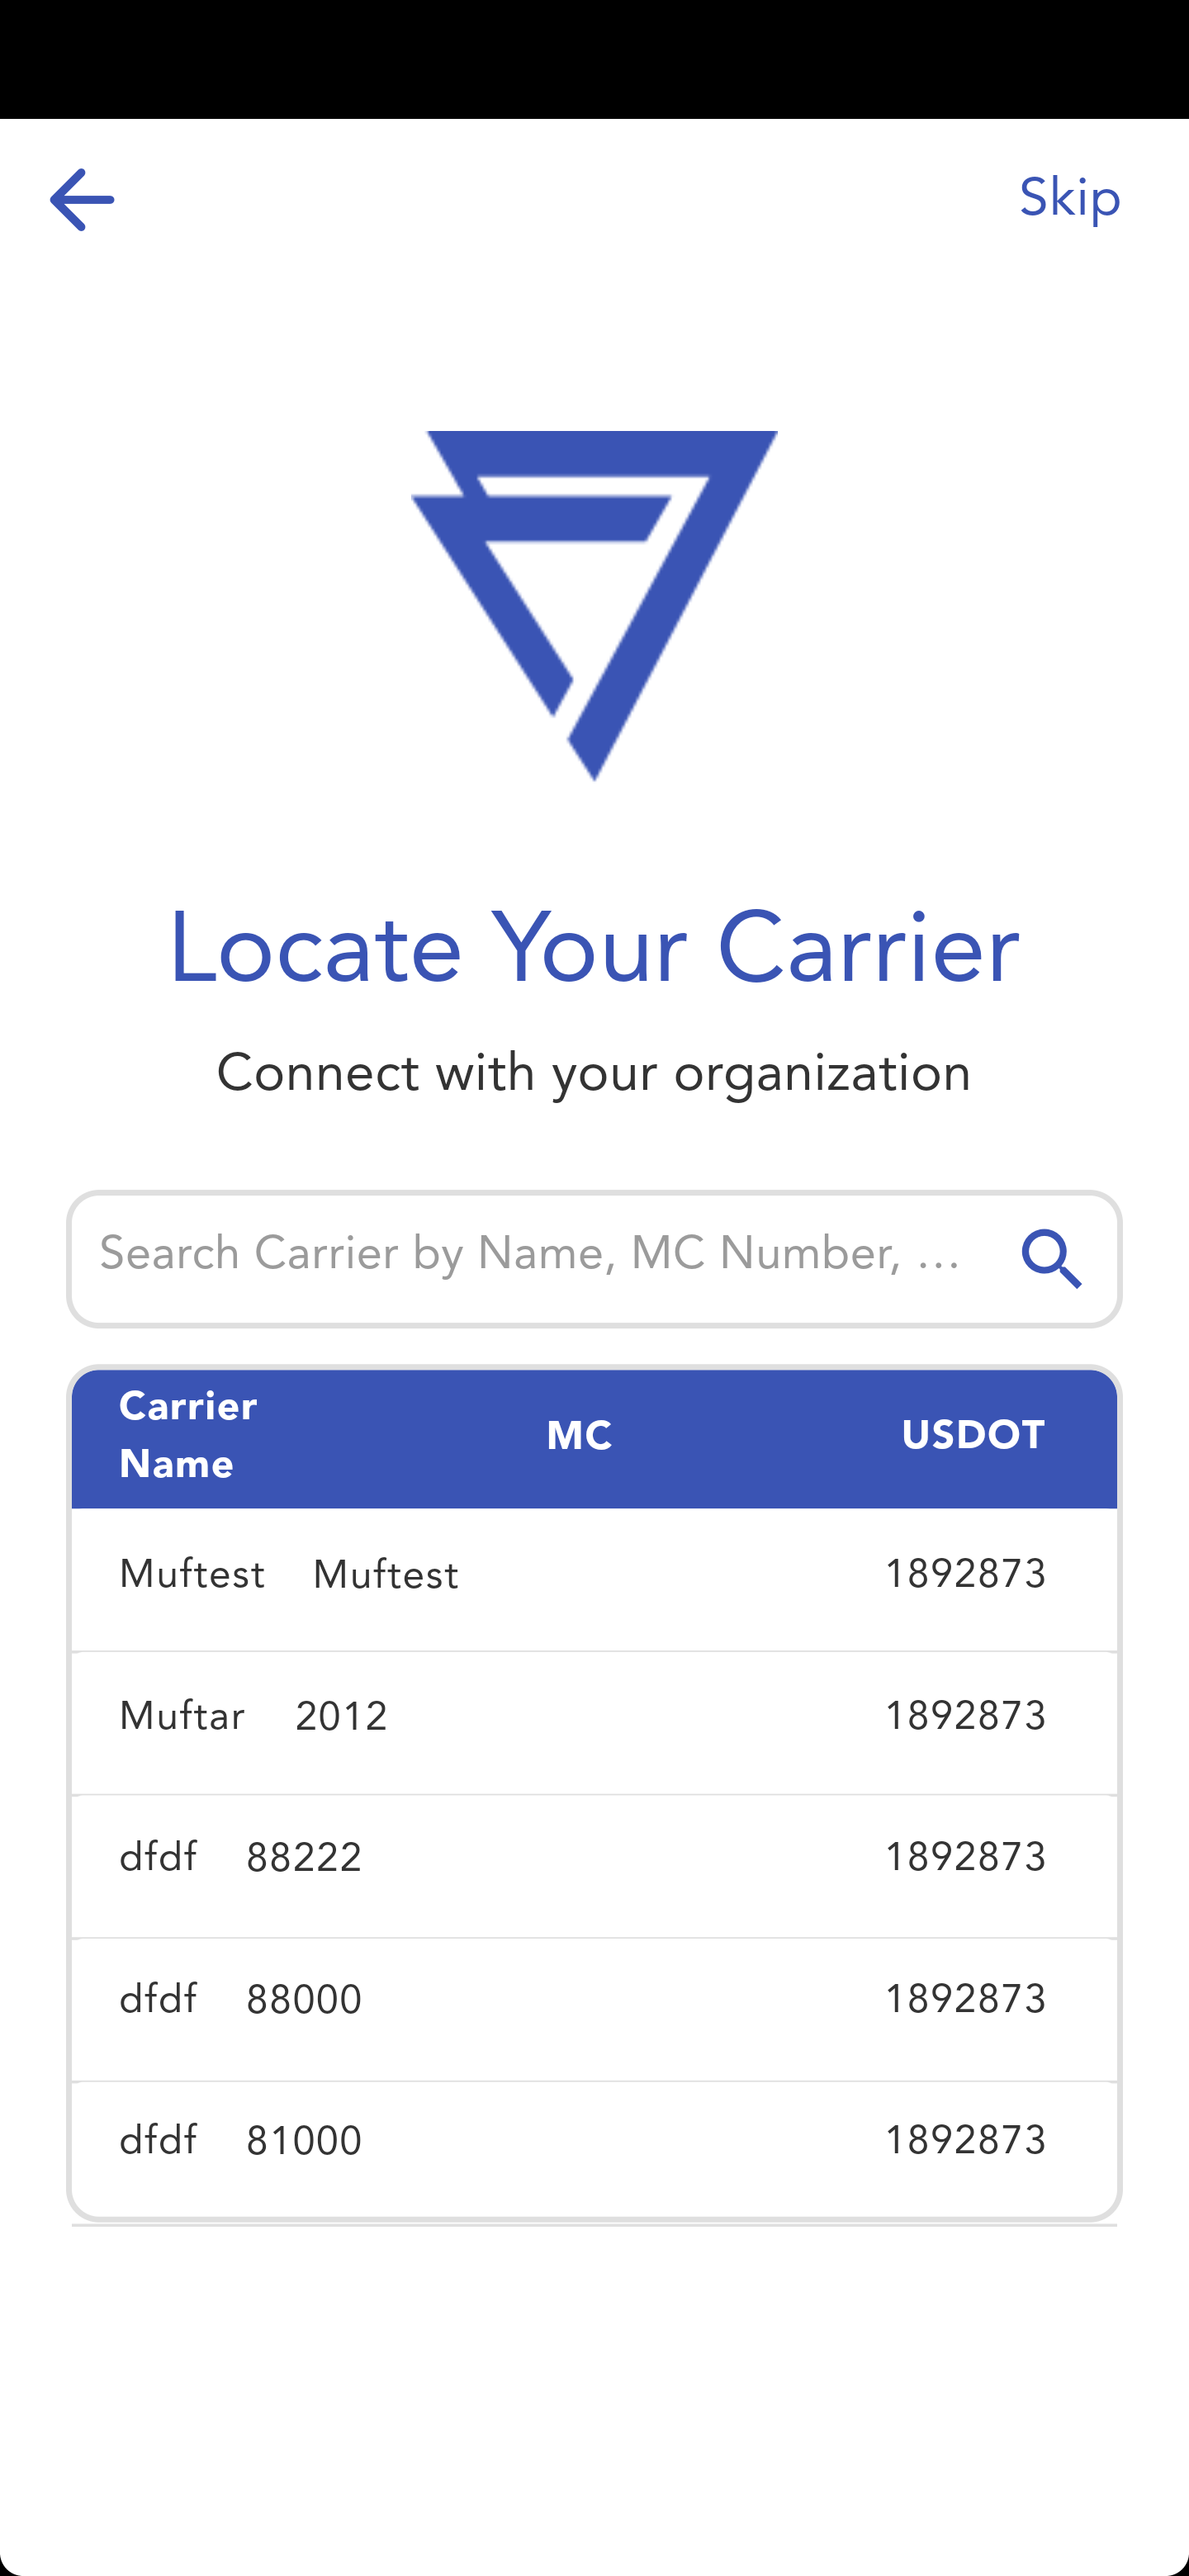 Skip
Locate Your Carrier
Connect with your organization
Search Carrier by Name, MC Number, ...
Carrier Name MC USDOT
Muftest Muftest 1892873
Muftar 2012 1892873
dfdf 88222 1892873
dfdf 88000 1892873
dfdf 81000 1892873